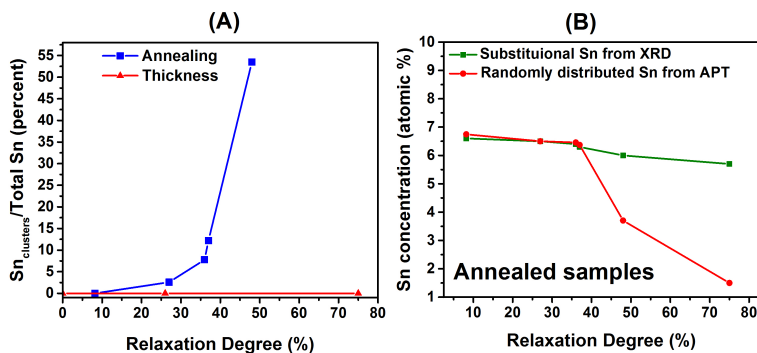 (A)
Sn clusters/Total Sn (percent)
55
50
45
40
35
30
25
20
15
10
5
0
Annealing
Thickness
0 10 20 30 40 50 60 70 80
Relaxation Degree (%)
(B)
Sn concentration (atomic %)
10
9
8
7
6
5
4
3
2
1
Substituional Sn from XRD
Randomly distributed Sn from APT
Annealed samples
10 20 30 40 50 60 70 80
Relaxation Degree (%)